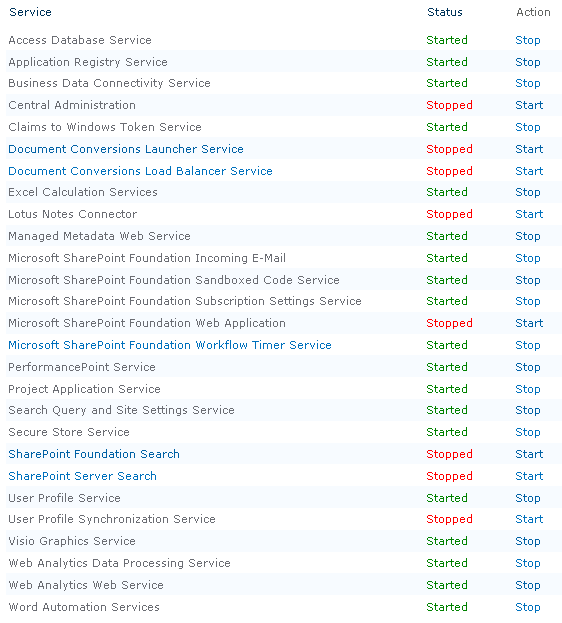 Service Status Action
Access Database Service Started Stop
Application Registry Service Started Stop
Business Data Connectivity Service Started Stop
Central Administration Stopped Start
Claims to Windows Token Service Started Stop
Document Conversions Launcher Service Stopped Start
Document Conversions Load Balancer Service Stopped Start
Excel Calculation Services Started Stop
Lotus Notes Connector Stopped Start
Managed Metadata Web Service Started Stop
Microsoft SharePoint Foundation Incoming E-Mail Started Stop
Microsoft SharePoint Foundation Sandboxed Code Service Started Stop
Microsoft SharePoint Foundation Subscription Settings Service Started Stop
Microsoft SharePoint Foundation Web Application Stopped Start
Microsoft SharePoint Foundation Workflow Timer Service Started Stop
PerformancePoint Service Started Stop
Project Application Service Started Stop
Search Query and Site Settings Service Started Stop
Secure Store Service Started Stop
SharePoint Foundation Search Stopped Start
SharePoint Server Search Stopped Start
User Profile Service Started Stop
User Profile Synchronization Service Stopped Start
Visio Graphics Service Started Stop
Web Analytics Data Processing Service Started Stop
Web Analytics Web Service Started Stop
Word Automation Services Started Stop